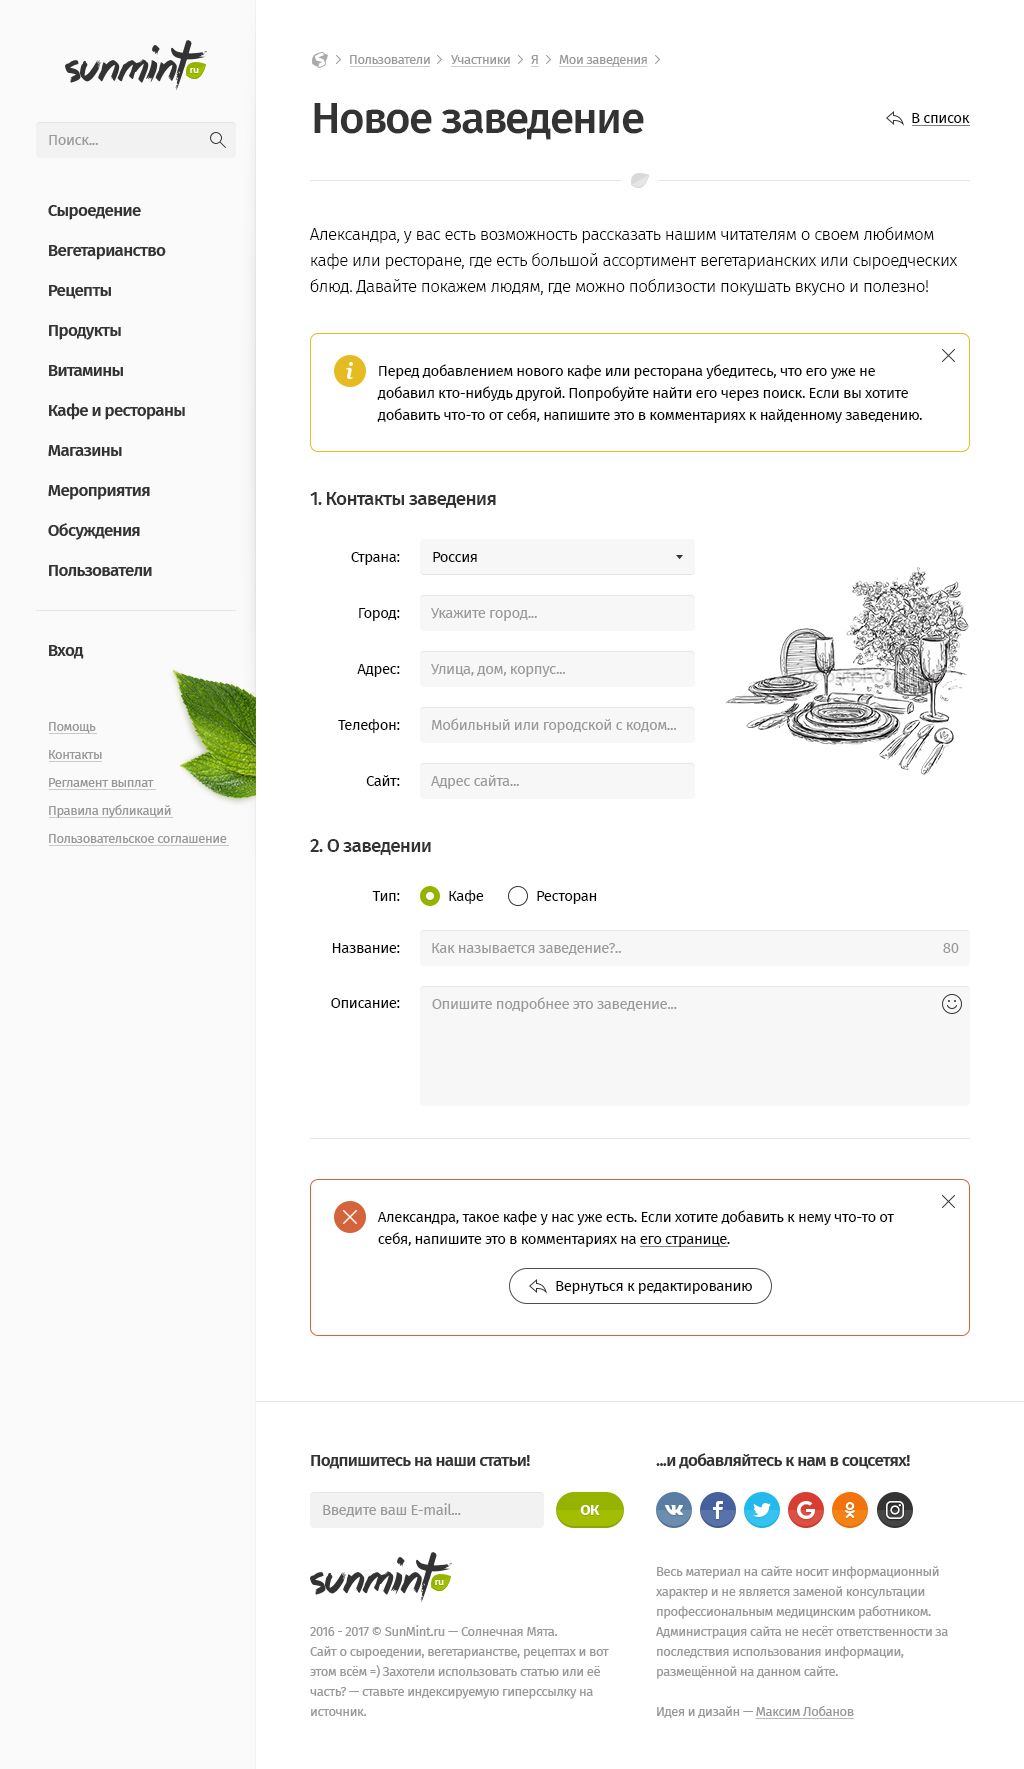 sunmint ru
Поиск...
Сыроедение
Вегетарианство
Рецепты
Продукты
Витамины
Кафе и рестораны
Магазины
Мероприятия
Обсуждения
Пользователи
Вход
Помощь
Контакты
Регламент выплат
Правила публикаций
Пользовательское соглашение
Пользователи
Участники
Я
Мои заведения
Новое заведение
В список
Александра, у вас есть возможность рассказать нашим читателям о своем любимом
кафе или ресторане, где есть большой ассортимент вегетарианских или сыроедческих
блюд. Давайте покажем людям, где можно поблизости покушать вкусно и полезно!
Перед добавлением нового кафе или ресторана убедитесь, что его уже не
добавил кто-нибудь другой. Попробуйте найти его через поиск. Если вы хотите
добавить что-то от себя, напишите это в комментариях к найденному заведению.
1. Контакты заведения
Страна: Россия
Город: Укажите город...
Адрес: Улица, дом, корпус...
Телефон: Мобильный или городской с кодом...
Сайт: Адрес сайта...
2. О заведении
Тип: Кафе Ресторан
Название: Как называется заведение?.. 80
Описание: Опишите подробнее это заведение...
Александра, такое кафе у нас уже есть. Если хотите добавить к нему что-то от
себя, напишите это в комментариях на его странице.
Вернуться к редактированию
Подпишитесь на наши статьи!
Введите ваш E-mail...
ОК
sunmint ru
2016 - 2017 © SunMint.ru — Солнечная Мята.
Сайт о сыроедении, вегетарианстве, рецептах и вот
этом всём =) Захотели использовать статью или её
часть? — ставьте индексируемую гиперссылку на
источник.
...и добавляйтесь к нам в соцсетях!
Весь материал на сайте носит информационный
характер и не является заменой консультации
профессиональным медицинским работником.
Администрация сайта не несёт ответственности за
последствия использования информации,
размещённой на данном сайте.
Идея и дизайн — Максим Лобанов